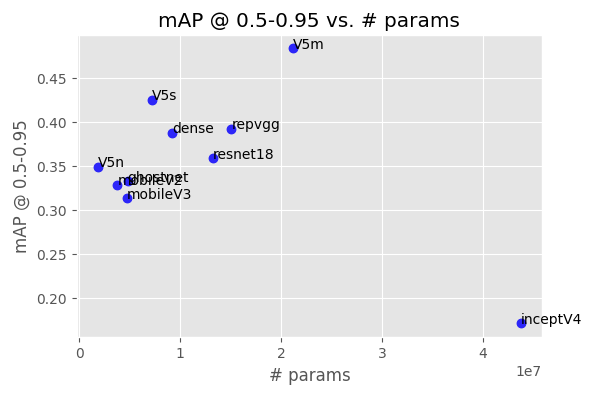 mAP @ 0.5-0.95 vs. # params
mAP @ 0.5-0.95
0.45
0.40
0.35
0.30
0.25
0.20
V5m
V5s
dense
repvgg
resnet18
V5n
ghostnet
mobileV2
mobileV3
inceptV4
0
1
2
3
4
1e7
# params